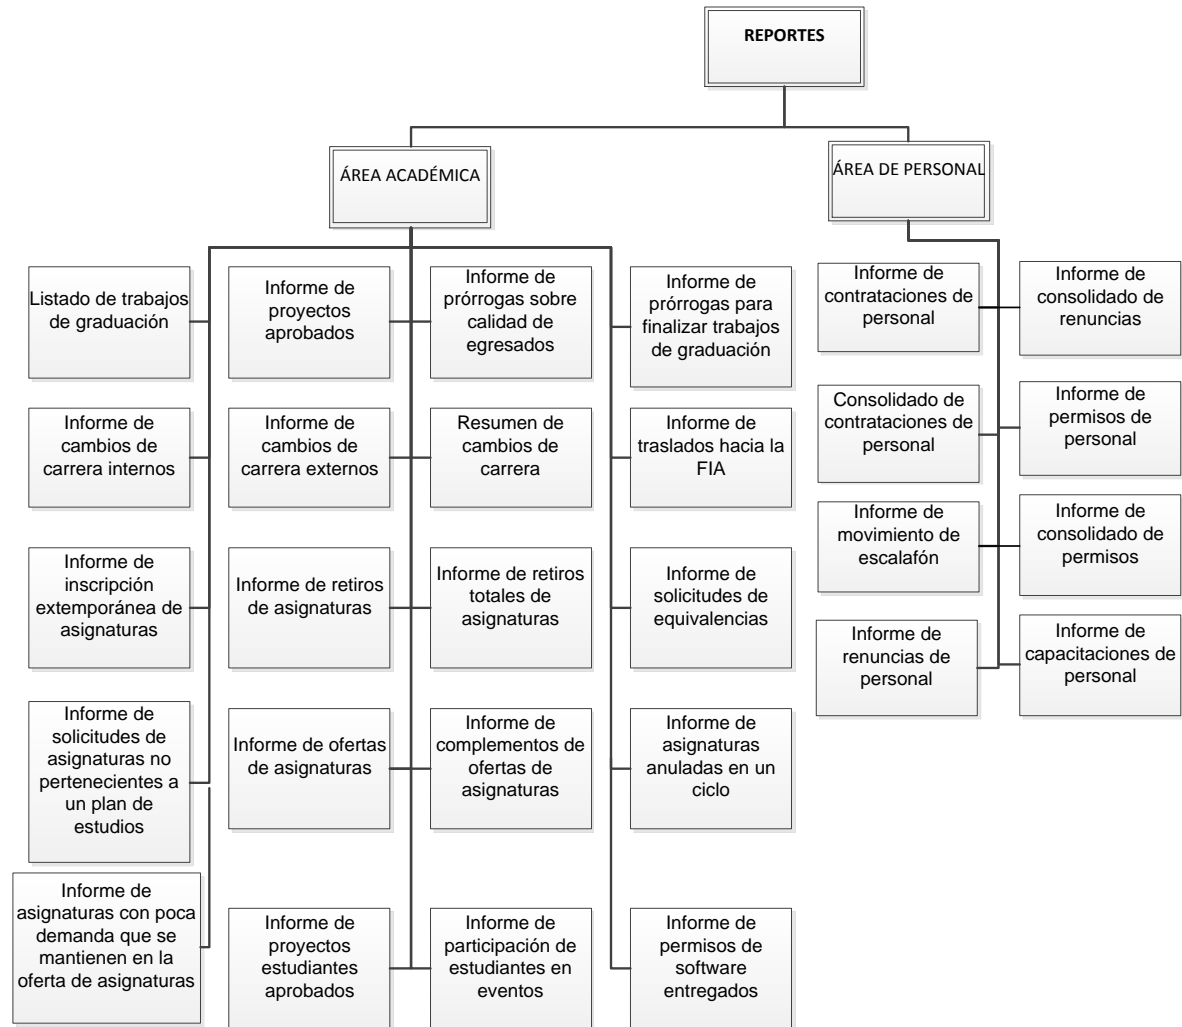 REPORTES
ÁREA ACADÉMICA
ÁREA DE PERSONAL
Listado de trabajos
de graduación
Informe de
proyectos
aprobados
Informe de
prórrogas sobre
calidad de
egresados
Informe de
prórrogas para
finalizar trabajos
de graduación
Informe de
contrataciones de
personal
Informe de
consolidado de
renuncias
Informe de
cambios de
carrera internos
Informe de
cambios de
carrera externos
Resumen de
cambios de
carrera
Informe de
traslados hacia la
FIA
Consolidado de
contrataciones de
personal
Informe de
permisos de
personal
Informe de
inscripción
extemporánea de
asignaturas
Informe de retiros
de asignaturas
Informe de retiros
totales de
asignaturas
Informe de
solicitudes de
equivalencias
Informe de
movimiento de
escalafón
Informe de
consolidado de
permisos
Informe de
renuncias de
personal
Informe de
capacitaciones de
personal
Informe de
solicitudes de
asignaturas no
pertenecientes a
un plan de
estudios
Informe de ofertas
de asignaturas
Informe de
complementos de
ofertas de
asignaturas
Informe de
asignaturas
anuladas en un
ciclo
Informe de
asignaturas con poca
demanda que se
mantienen en la
oferta de asignaturas
Informe de
proyectos
estudiantes
aprobados
Informe de
participación de
estudiantes en
eventos
Informe de
permisos de
software
entregados